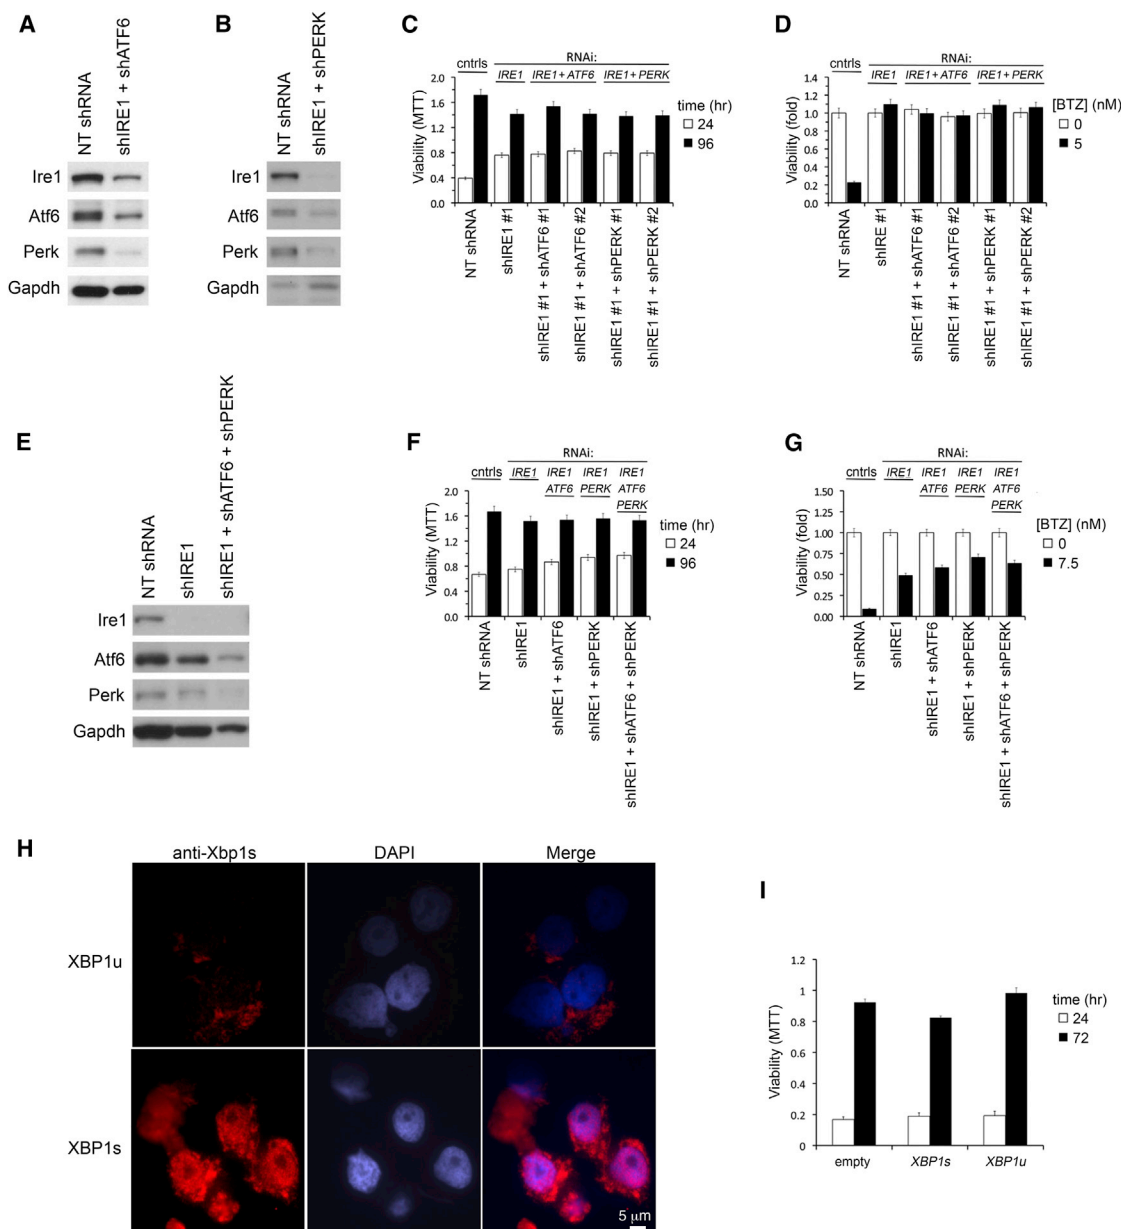 A
NT shRNA
shIRE1 + shATF6
Ire1
Atf6
Perk
Gapdh
B
NT shRNA
shIRE1 + shPERK
Ire1
Atf6
Perk
Gapdh
C
RNAi:
cntrls
IRE1
IRE1+ATF6
IRE1+PERK
Viability (MTT)
2.0
1.6
1.2
0.8
0.4
0.0
time (hr)
24
96
NT shRNA
shIRE1 #1
shIRE1 #1 + shATF6 #1
shIRE1 #1 + shATF6 #2
shIRE1 #1 + shPERK #1
shIRE1 #1 + shPERK #2
D
RNAi:
cntrls
IRE1
IRE1+ATF6
IRE1+PERK
Viability (fold)
1.4
1.2
1.0
0.8
0.6
0.4
0.2
0.0
[BTZ] (nM)
0
5
NT shRNA
shIRE #1
shIRE1 #1 + shATF6 #1
shIRE1 #1 + shATF6 #2
shIRE1 #1 + shPERK #1
shIRE1 #1 + shPERK #2
E
NT shRNA
shIRE1
shIRE1 + shATF6 + shPERK
Ire1
Atf6
Perk
Gapdh
F
RNAi:
cntrls
IRE1
IRE1
ATF6
IRE1
PERK
IRE1
ATF6
PERK
Viability (MTT)
2.0
1.6
1.2
0.8
0.4
0.0
time (hr)
24
96
NT shRNA
shIRE1
shIRE1 + shATF6
shIRE1 + shPERK
shIRE1 + shATF6 + shPERK
G
RNAi:
cntrls
IRE1
IRE1
ATF6
IRE1
PERK
IRE1
ATF6
PERK
Viability (fold)
1.50
1.25
1.00
0.75
0.50
0.25
0.00
[BTZ] (nM)
0
7.5
NT shRNA
shIRE1
shIRE1 + shATF6
shIRE1 + shPERK
shIRE1 + shATF6 + shPERK
H
anti-Xbp1s
DAPI
Merge
XBP1u
XBP1s
5 μm
I
Viability (MTT)
1.2
1
0.8
0.6
0.4
0.2
0
time (hr)
24
72
empty
XBP1s
XBP1u